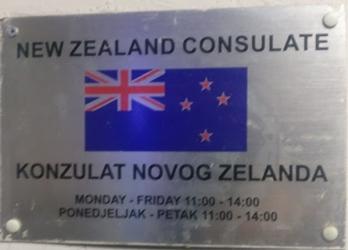 NEW ZEALAND CONSULATE
KONZULAT NOVOG ZELANDA
MONDAY - FRIDAY 11:00 - 14:00
PONEDJELJAK - PETAK 11:00 - 14:00